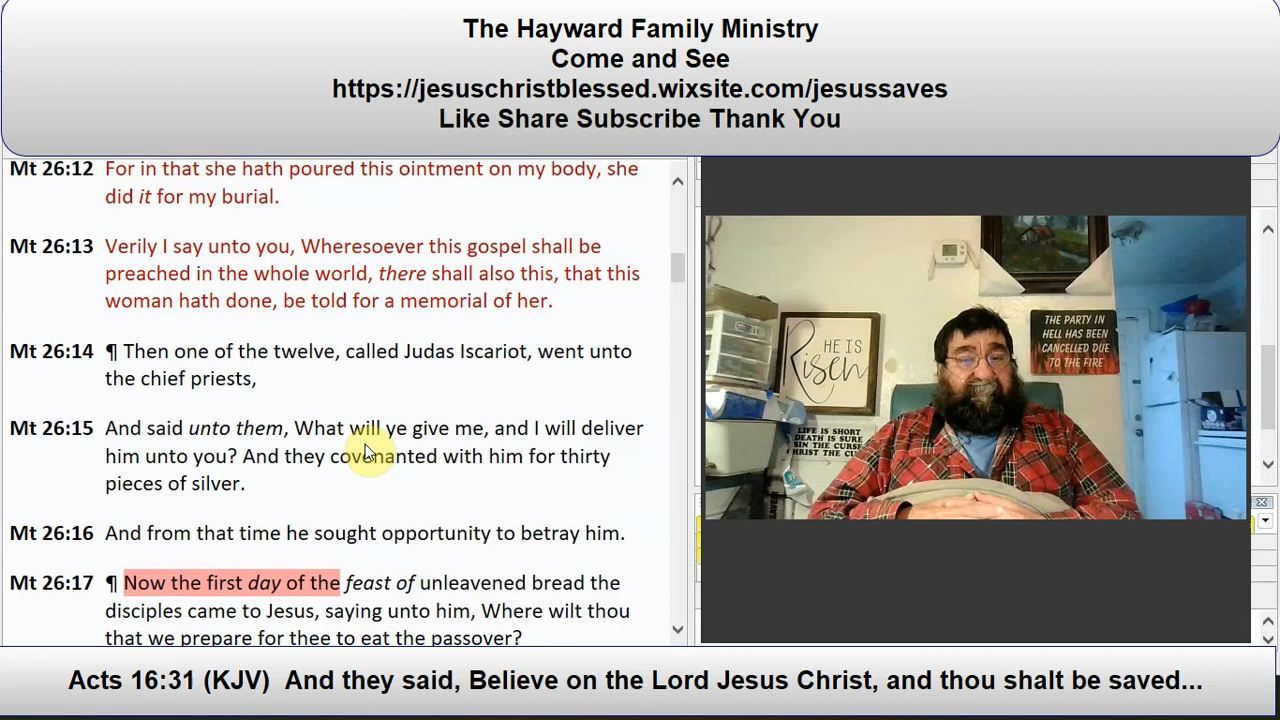 The Hayward Family Ministry
Come and See
https://jesuschristblessed.wixsite.com/jesussaves
Like Share Subscribe Thank You
Mt 26:12 For in that she hath poured this ointment on my body, she
did it for my burial.
Mt 26:13 Verily I say unto you, Wheresoever this gospel shall be
preached in the whole world, there shall also this, that this
woman hath done, be told for a memorial of her.
Mt 26:14 ¶ Then one of the twelve, called Judas Iscariot, went unto
the chief priests,
Mt 26:15 And said unto them, What will ye give me, and I will deliver
him unto you? And they covenanted with him for thirty
pieces of silver.
Mt 26:16 And from that time he sought opportunity to betray him.
Mt 26:17 ¶ Now the first day of the feast of unleavened bread the
disciples came to Jesus, saying unto him, Where wilt thou
that we prepare for thee to eat the passover?
HE IS
Risen
THE PARTY IN
HELL HAS BEEN
CANCELLED DUE
TO THE FIRE
LIFE IS SHORT
DEATH IS SURE
SIN THE CURSE
HRIST THE CU
Acts 16:31 (KJV) And they said, Believe on the Lord Jesus Christ, and thou shalt be saved...